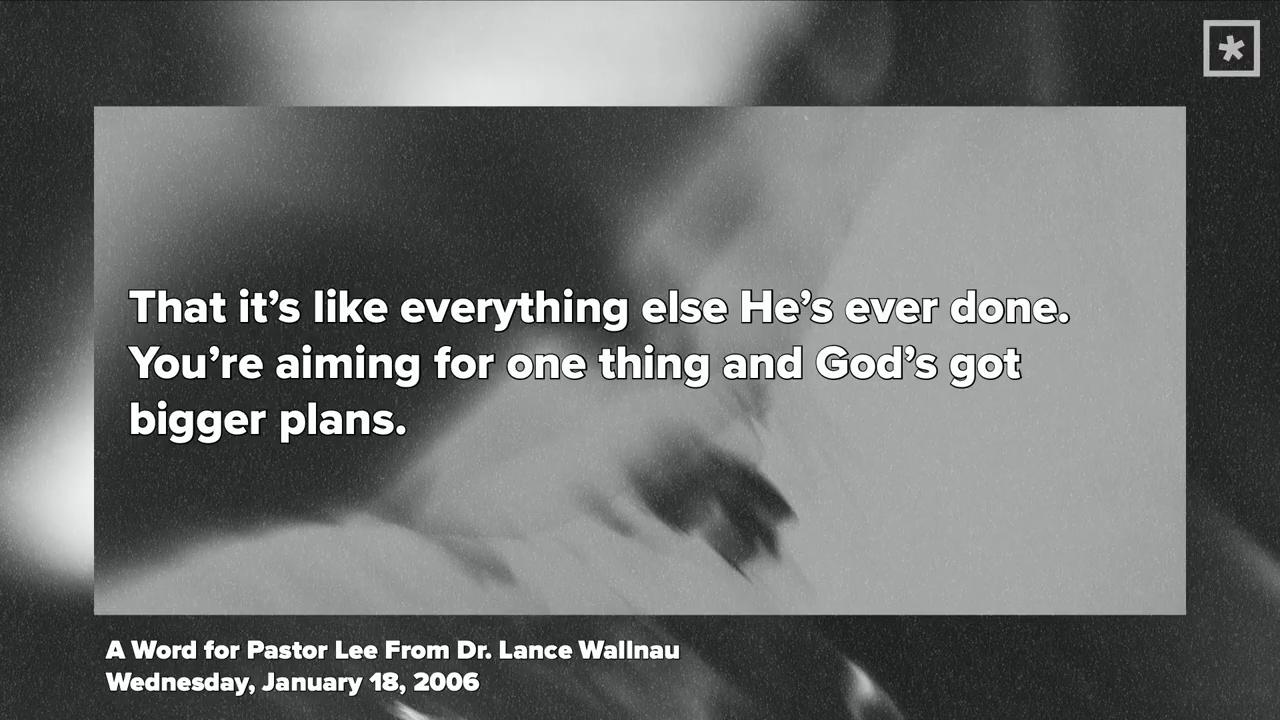 That it’s like everything else He’s ever done.
You’re aiming for one thing and God’s got
bigger plans.
A Word for Pastor Lee From Dr. Lance Wallnau
Wednesday, January 18, 2006